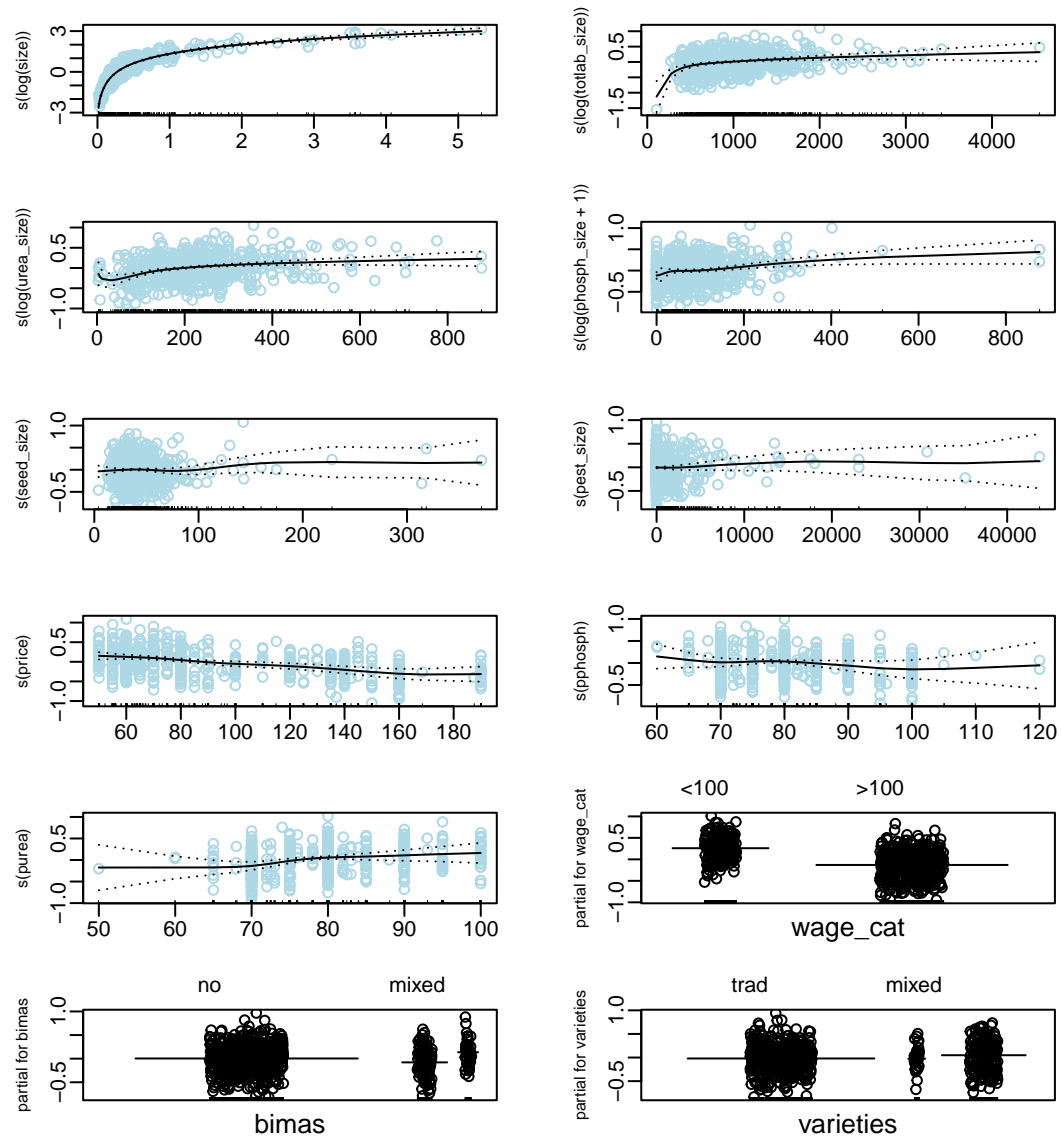 s(log(size))
−3 0 3
0 1 2 3 4 5
s(log(totlab_size))
−1.5 0.5
0 1000 2000 3000 4000
s(log(urea_size))
−1.0 0.5
0 200 400 600 800
s(log(phosph_size + 1))
−0.5 1.0
0 200 400 600 800
s(seed_size)
−0.5 1.0
0 100 200 300
s(pest_size)
−0.5 1.0
0 10000 20000 30000 40000
s(price)
−1.0 0.5
60 80 100 120 140 160 180
s(pphosph)
−0.5 1.0
60 70 80 90 100 110 120
s(purea)
−1.0 0.5
50 60 70 80 90 100
partial for wage_cat
−1.0 0.5
<100 >100
wage_cat
partial for bimas
−0.5 1.0
no mixed
bimas
partial for varieties
−0.5 1.0
trad mixed
varieties